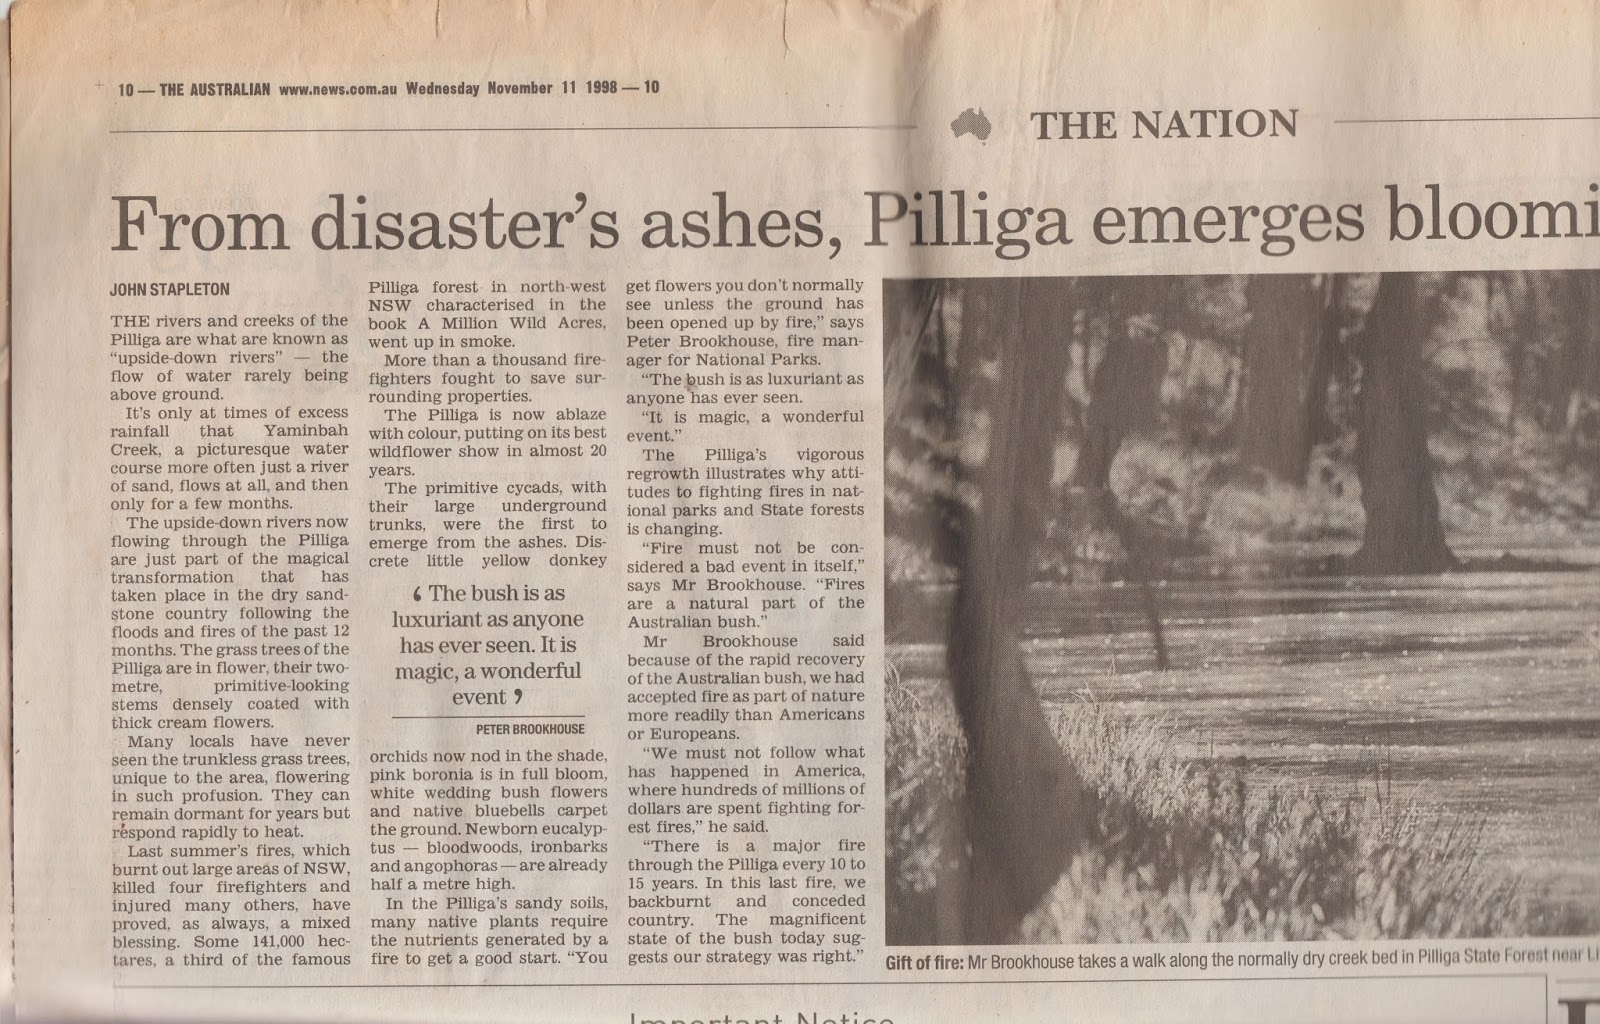 10 — THE AUSTRALIAN www.news.com.au Wednesday November 11 1998 — 10
THE NATION
From disaster's ashes, Pilliga emerges bloomi
JOHN STAPLETON
THE rivers and creeks of the
Pilliga are what are known as
“upside-down rivers” — the
flow of water rarely being
above ground.
It's only at times of excess
rainfall that Yaminbah
Creek, a picturesque water
course more often just a river
of sand, flows at all, and then
only for a few months.
The upside-down rivers now
flowing through the Pilliga
are just part of the magical
transformation that has
taken place in the dry sand-
stone country following the
floods and fires of the past 12
months. The grass trees of the
Pilliga are in flower, their two-
metre, primitive-looking
stems densely coated with
thick cream flowers.
Many locals have never
seen the trunkless grass trees,
unique to the area, flowering
in such profusion. They can
remain dormant for years but
respond rapidly to heat.
Last summer's fires, which
burnt out large areas of NSW,
killed four firefighters and
injured many others, have
proved, as always, a mixed
blessing. Some 141,000 hec-
tares, a third of the famous
Pilliga forest in north-west
NSW characterised in the
book A Million Wild Acres,
went up in smoke.
More than a thousand fire-
fighters fought to save sur-
rounding properties.
The Pilliga is now ablaze
with colour, putting on its best
wildflower show in almost 20
years.
The primitive cycads, with
their large underground
trunks, were the first to
emerge from the ashes. Dis-
crete little yellow donkey
‘ The bush is as
luxuriant as anyone
has ever seen. It is
magic, a wonderful
event ’
PETER BROOKHOUSE
orchids now nod in the shade,
pink boronia is in full bloom,
white wedding bush flowers
and native bluebells carpet
the ground. Newborn eucalyp-
tus — bloodwoods, ironbarks
and angophoras — are already
half a metre high.
In the Pilliga's sandy soils,
many native plants require
the nutrients generated by a
fire to get a good start. “You
get flowers you don't normally
see unless the ground has
been opened up by fire,” says
Peter Brookhouse, fire man-
ager for National Parks.
“The bush is as luxuriant as
anyone has ever seen.
“It is magic, a wonderful
event.”
The Pilliga's vigorous
regrowth illustrates why atti-
tudes to fighting fires in nat-
ional parks and State forests
is changing.
“Fire must not be con-
sidered a bad event in itself,”
says Mr Brookhouse. “Fires
are a natural part of the
Australian bush.”
Mr Brookhouse said
because of the rapid recovery
of the Australian bush, we had
accepted fire as part of nature
more readily than Americans
or Europeans.
“We must not follow what
has happened in America,
where hundreds of millions of
dollars are spent fighting for-
est fires,” he said.
“There is a major fire
through the Pilliga every 10 to
15 years. In this last fire, we
backburnt and conceded
country. The magnificent
state of the bush today sug-
gests our strategy was right.”
Gift of fire: Mr Brookhouse takes a walk along the normally dry creek bed in Pilliga State Forest near Li
Important Notice